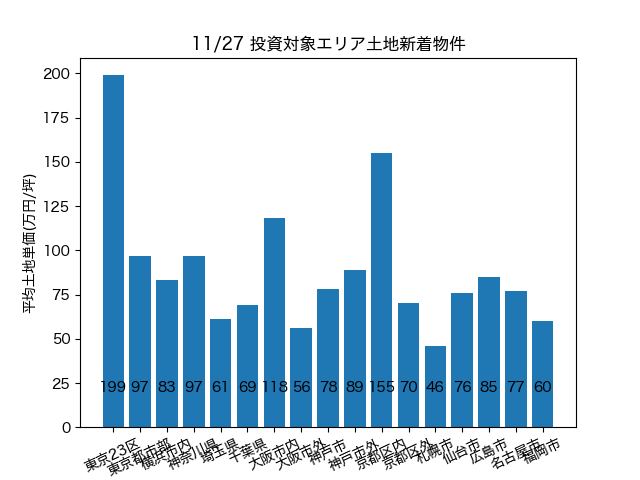 11/27 投資対象エリア土地新着物件
平均土地単価(万円/坪)
200
175
150
125
100
75
50
25
0
199 97 83 97 61 69 118 56 78 89 155 70 46 76 85 77 60
東京23区
東京都市部
横浜市内
神奈川県
埼玉県
千葉県
大阪市内
大阪市外
神戸市
神戸市外
京都区内
京都区外
札幌市
仙台市
広島市
名古屋市
福岡市